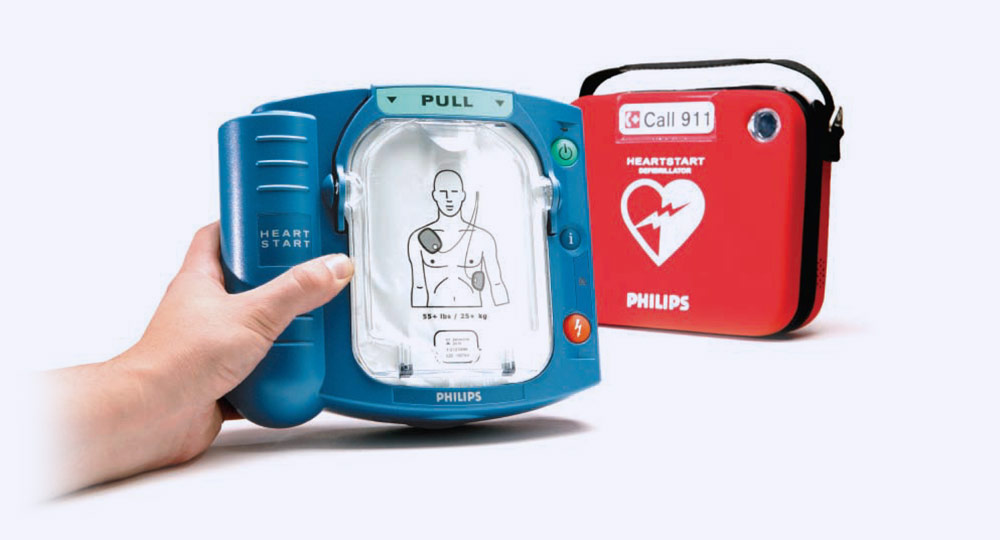 PULL
HEART
START
i
55+ lbs / 25+ kg
PHILIPS
Call 911
HEARTSTART
DEFIBRILLATOR
PHILIPS